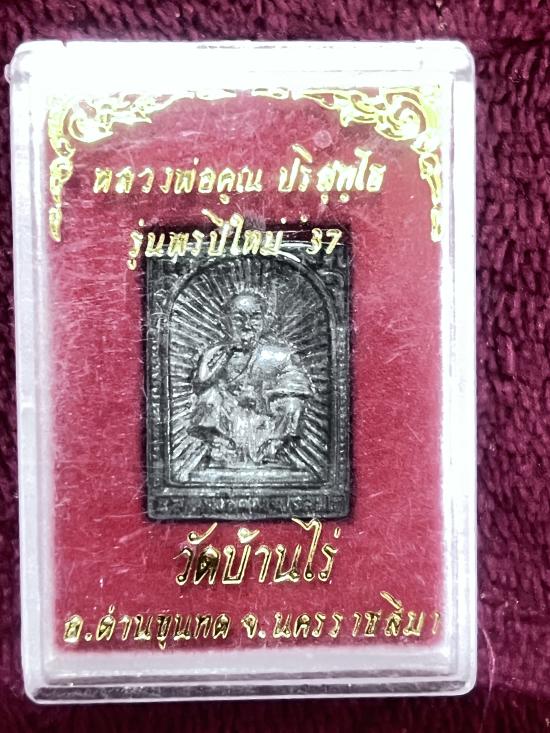 หลวงพ่อคูณ ปริสุทฺโธ
รุ่นพรปีใหม่ '37
วัดบ้านไร่
อ.ด่านขุนทด จ.นครราชสิมา